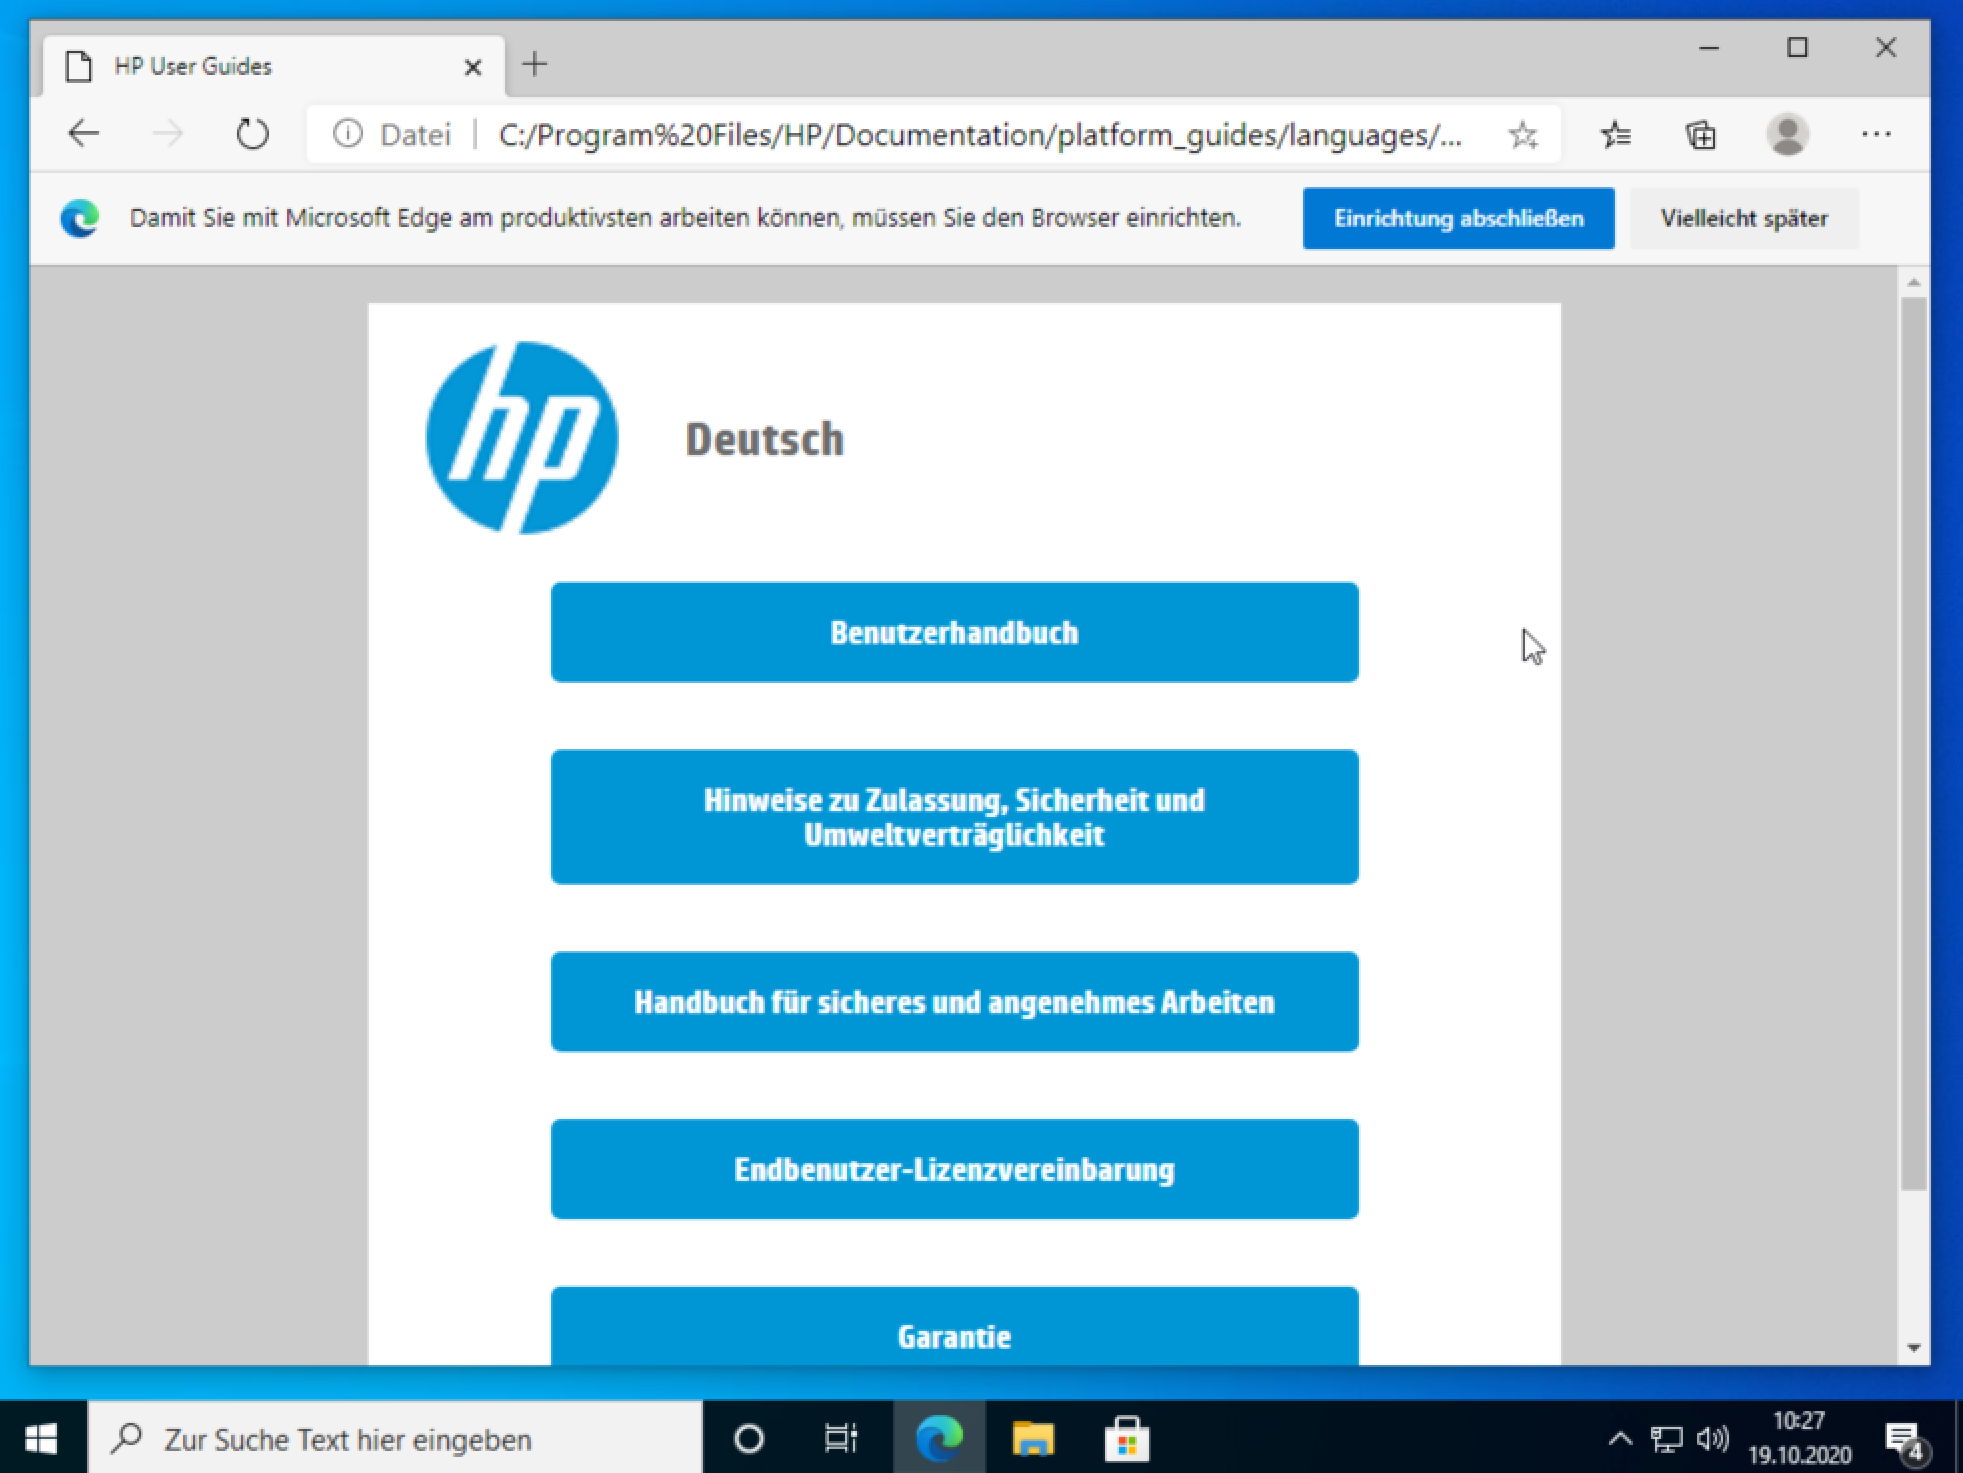 HP User Guides
Datei | C:/Program%20Files/HP/Documentation/platform_guides/languages/...
Damit Sie mit Microsoft Edge am produktivsten arbeiten können, müssen Sie den Browser einrichten.
Einrichtung abschließen
Vielleicht später
hp
Deutsch
Benutzerhandbuch
Hinweise zu Zulassung, Sicherheit und
Umweltverträglichkeit
Handbuch für sicheres und angenehmes Arbeiten
Endbenutzer-Lizenzvereinbarung
Garantie
Zur Suche Text hier eingeben
10:27
19.10.2020
4